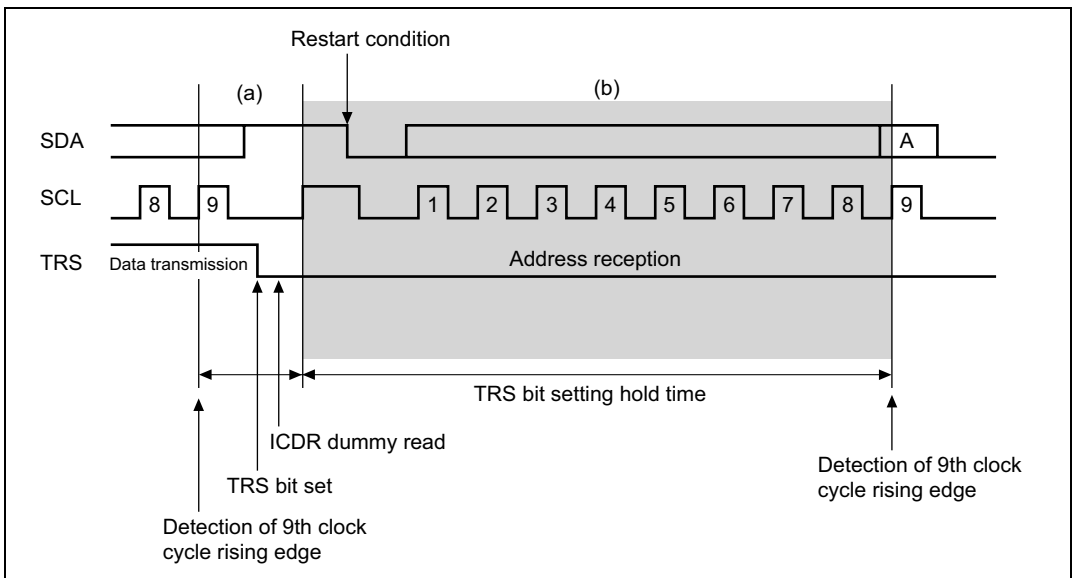 Restart condition
(a)
(b)
SDA
A
SCL
8
9
1
2
3
4
5
6
7
8
9
TRS
Data transmission
Address reception
TRS bit setting hold time
ICDR dummy read
TRS bit set
Detection of 9th clock
cycle rising edge
Detection of 9th clock
cycle rising edge